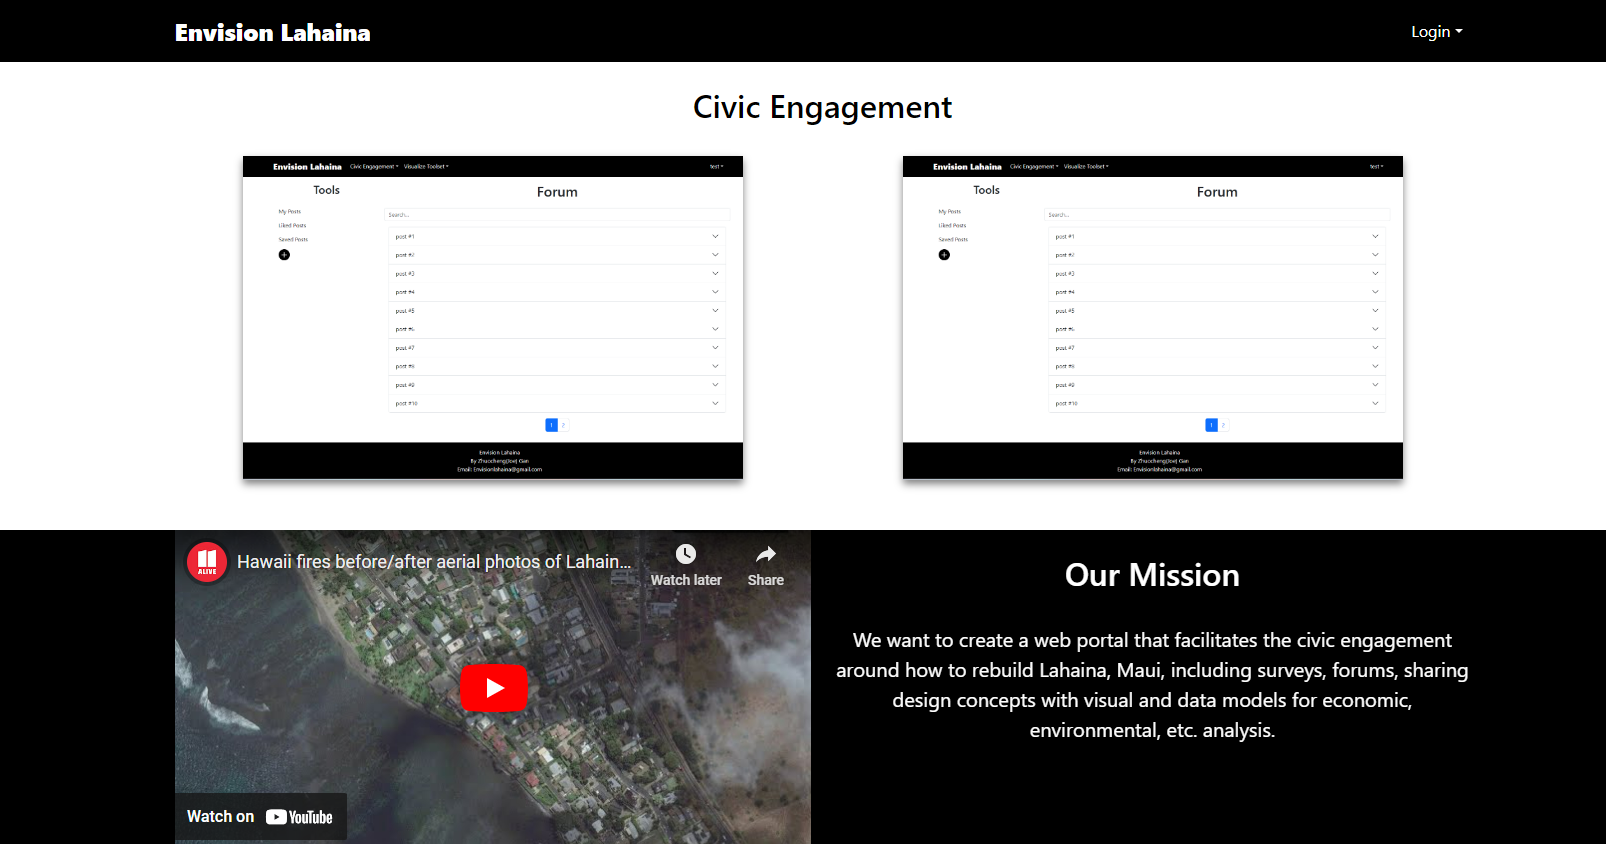 Envision Lahaina
Login
Civic Engagement
Envision Lahaina Civic Engagement Visualize Toolset test
Tools
Forum
My Posts
Liked Posts
Saved Posts
Search...
post #1
post #2
post #3
post #4
post #5
post #6
post #7
post #8
post #9
post #10
1 2
Envision Lahaina
By Zhuocheng(Joe) Gan
Email: Envisionlahaina@gmail.com
Envision Lahaina Civic Engagement Visualize Toolset test
Tools
Forum
My Posts
Liked Posts
Saved Posts
Search...
post #1
post #2
post #3
post #4
post #5
post #6
post #7
post #8
post #9
post #10
1 2
Envision Lahaina
By Zhuocheng(Joe) Gan
Email: Envisionlahaina@gmail.com
11
ALIVE
Hawaii fires before/after aerial photos of Lahain...
Watch later
Share
Watch on YouTube
Our Mission
We want to create a web portal that facilitates the civic engagement
around how to rebuild Lahaina, Maui, including surveys, forums, sharing
design concepts with visual and data models for economic,
environmental, etc. analysis.